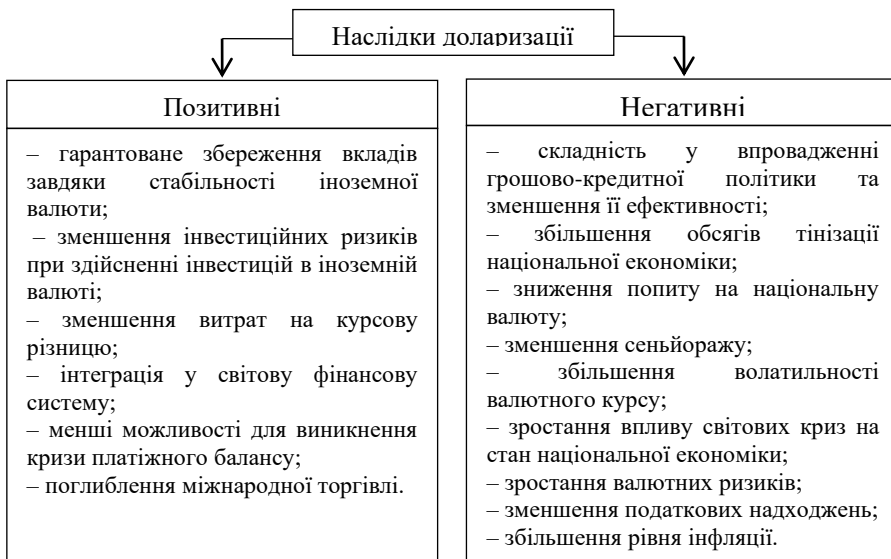 Наслідки доларизації
Позитивні
– гарантоване збереження вкладів
завдяки стабільності іноземної
валюти;
– зменшення інвестиційних ризиків
при здійсненні інвестицій в іноземній
валюті;
– зменшення витрат на курсову
різницю;
– інтеграція у світову фінансову
систему;
– менші можливості для виникнення
кризи платіжного балансу;
– поглиблення міжнародної торгівлі.
Негативні
– складність у впровадженні
грошово-кредитної політики та
зменшення її ефективності;
– збільшення обсягів тінізації
національної економіки;
– зниження попиту на національну
валюту;
– зменшення сеньйоражу;
– збільшення волатильності
валютного курсу;
– зростання впливу світових криз на
стан національної економіки;
– зростання валютних ризиків;
– зменшення податкових надходжень;
– збільшення рівня інфляції.